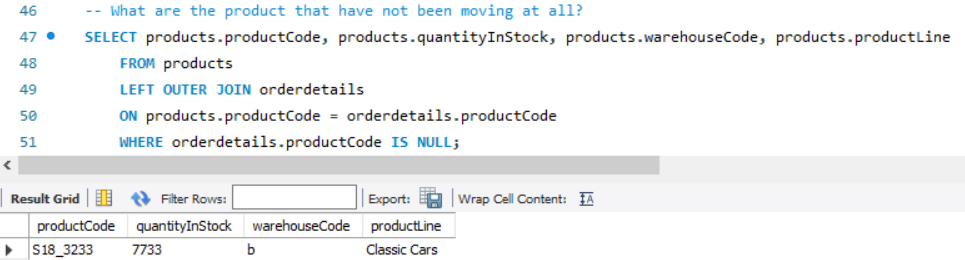 46 -- What are the product that have not been moving at all?
47 SELECT products.productCode, products.quantityInStock, products.warehouseCode, products.productLine
48 FROM products
49 LEFT OUTER JOIN orderdetails
50 ON products.productCode = orderdetails.productCode
51 WHERE orderdetails.productCode IS NULL;
Result Grid Filter Rows: Export: Wrap Cell Content: IA
productCode quantityInStock warehouseCode productLine
S18_3233 7733 b Classic Cars